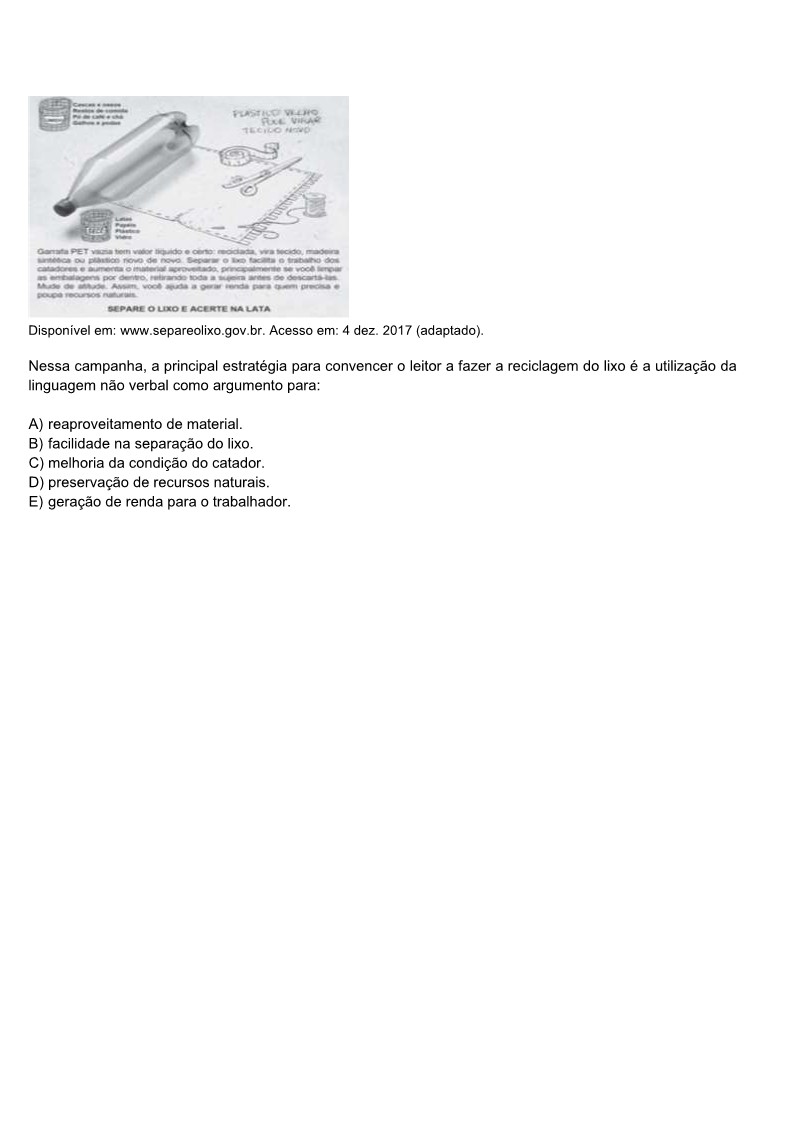 Cascas e ossos
Restos de comida
Pó de café e chá
Galhos e podas
PLÁSTICO VELHO
PODE VIRAR
TECIDO NOVO
Latas
Papéis
Plástico
Vidro
Garrafa PET vazia tem valor líquido e certo: reciclada, vira tecido, madeira
sintética ou plástico novo de novo. Separar o lixo facilita o trabalho dos
catadores e aumenta o material aproveitado, principalmente se você limpar
as embalagens por dentro, retirando toda a sujeira antes de descartá-las.
Mude de atitude. Assim, você ajuda a gerar renda para quem precisa e
poupa recursos naturais.
SEPARE O LIXO E ACERTE NA LATA
Disponível em: www.separeolixo.gov.br. Acesso em: 4 dez. 2017 (adaptado).
Nessa campanha, a principal estratégia para convencer o leitor a fazer a reciclagem do lixo é a utilização da
linguagem não verbal como argumento para:
A) reaproveitamento de material.
B) facilidade na separação do lixo.
C) melhoria da condição do catador.
D) preservação de recursos naturais.
E) geração de renda para o trabalhador.